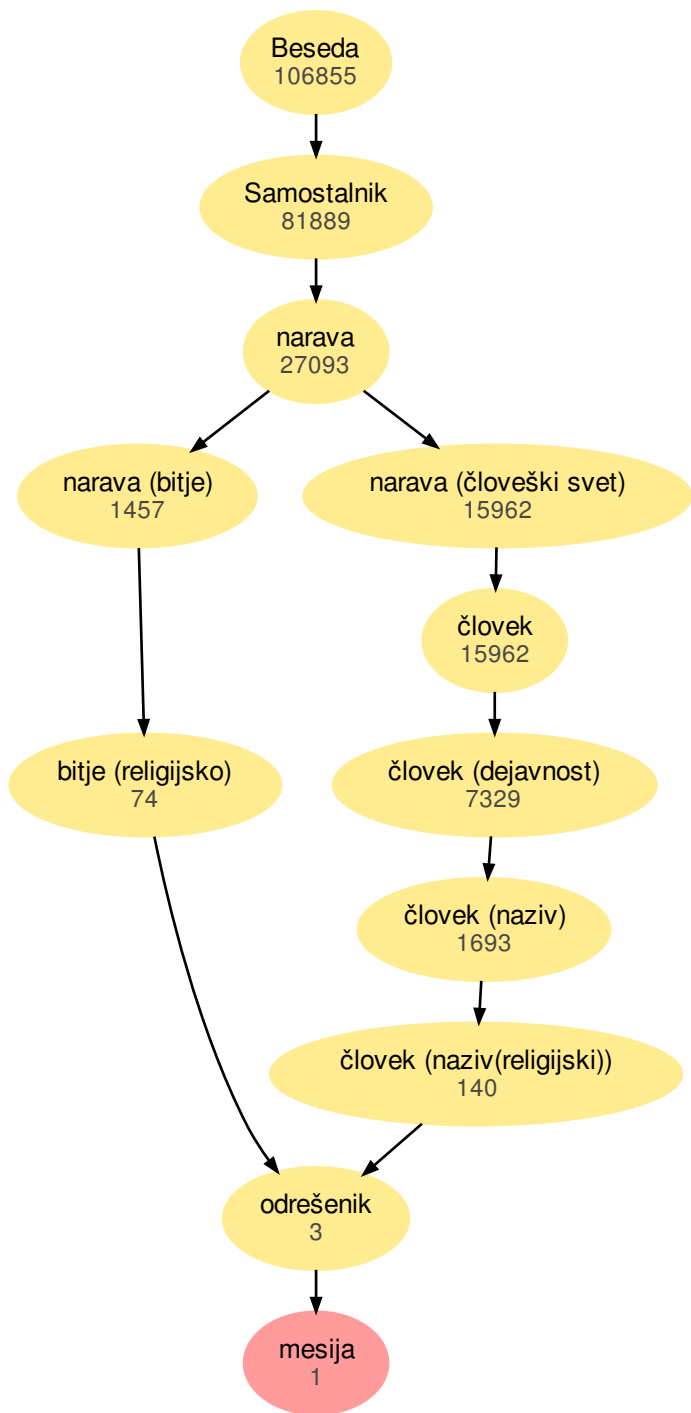 Beseda
106855
Samostalnik
81889
narava
27093
narava (bitje)
1457
narava (človeški svet)
15962
človek
15962
bitje (religijsko)
74
človek (dejavnost)
7329
človek (naziv)
1693
človek (naziv(religijski))
140
odrešenik
3
mesija
1